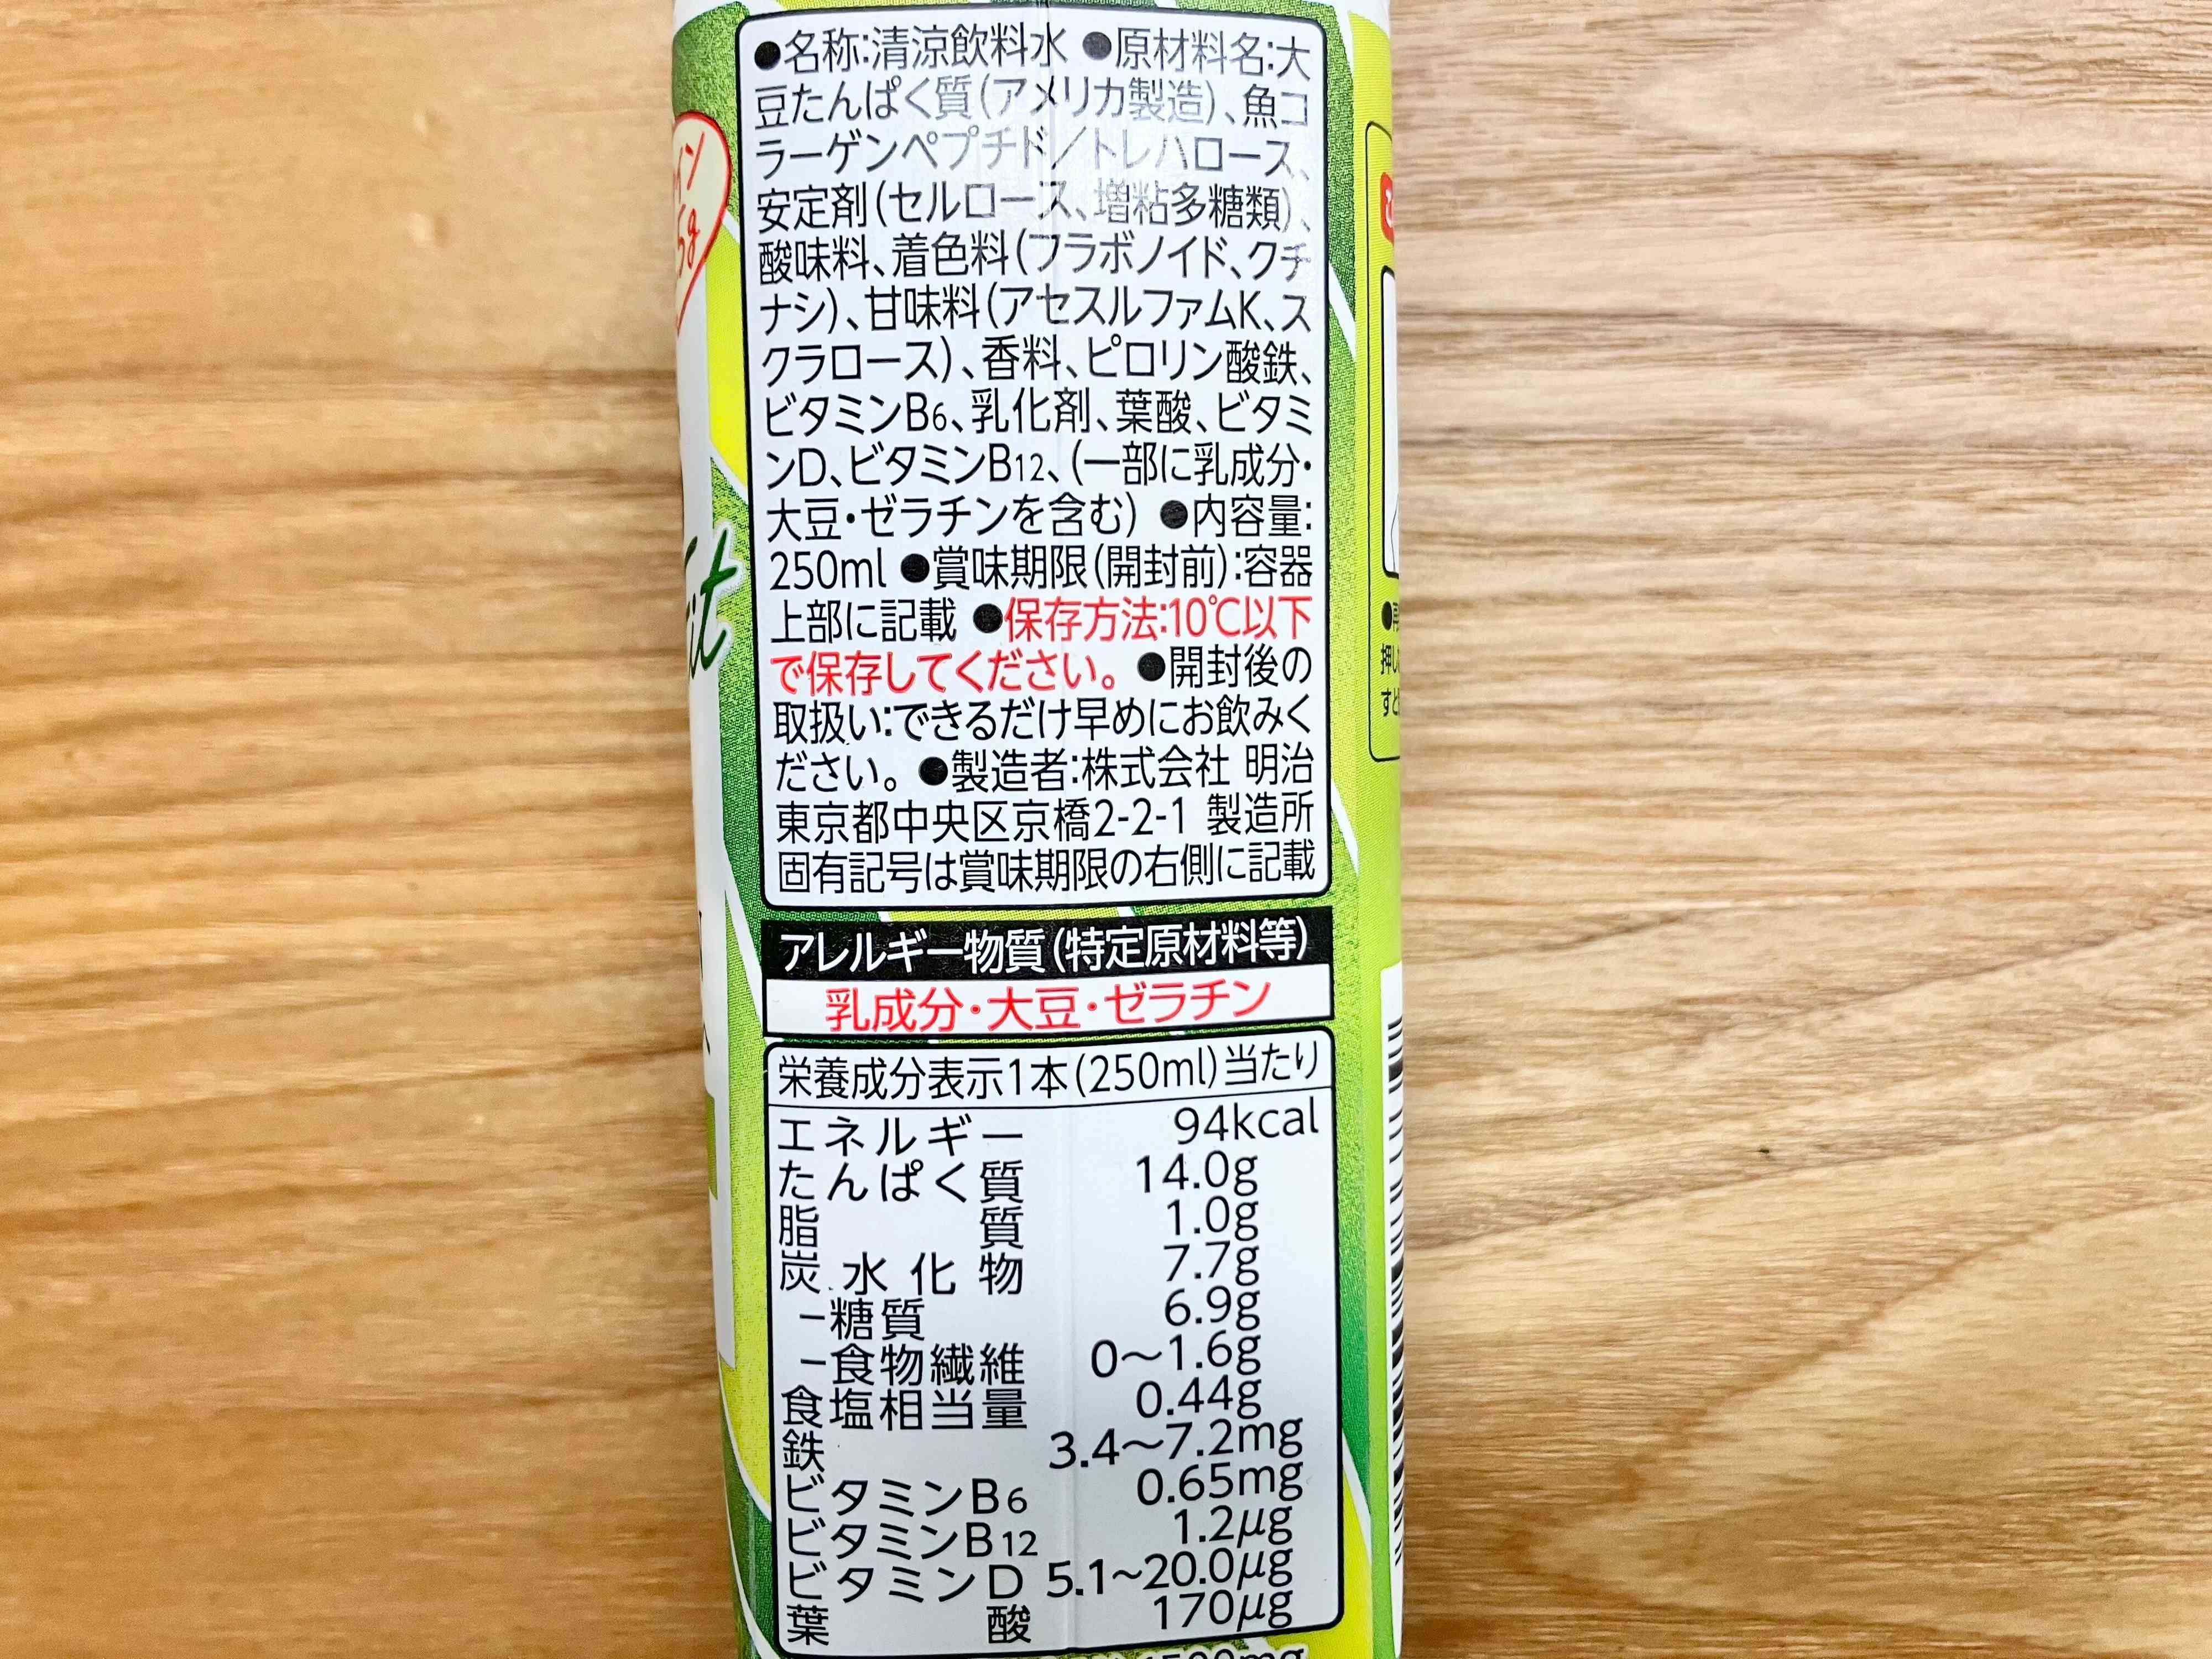 ●名称:清涼飲料水 ●原材料名:大
豆たんぱく質(アメリカ製造)、魚コ
ラーゲンペプチド/トレハロース、
安定剤(セルロース、増粘多糖類)、
酸味料、着色料(フラボノイド、クチ
ナシ)、甘味料(アセスルファムK、ス
クラロース)、香料、ピロリン酸鉄、
ビタミンB6、乳化剤、葉酸、ビタミ
ンD、ビタミンB12、(一部に乳成分・
大豆・ゼラチンを含む) ●内容量:
250ml ●賞味期限(開封前):容器
上部に記載 ●保存方法:10℃以下
で保存してください。 ●開封後の
取扱い:できるだけ早めにお飲みく
ださい。 ●製造者:株式会社 明治
東京都中央区京橋2-2-1 製造所
固有記号は賞味期限の右側に記載
アレルギー物質(特定原材料等)
乳成分・大豆・ゼラチン
栄養成分表示1本(250ml)当たり
エネルギー 94kcal
たんぱく質 14.0g
脂質 1.0g
炭水化物 7.7g
-糖質 6.9g
-食物繊維 0~1.6g
食塩相当量 0.44g
鉄 3.4~7.2mg
ビタミンB6 0.65mg
ビタミンB12 1.2μg
ビタミンD 5.1~20.0μg
葉酸 170μg